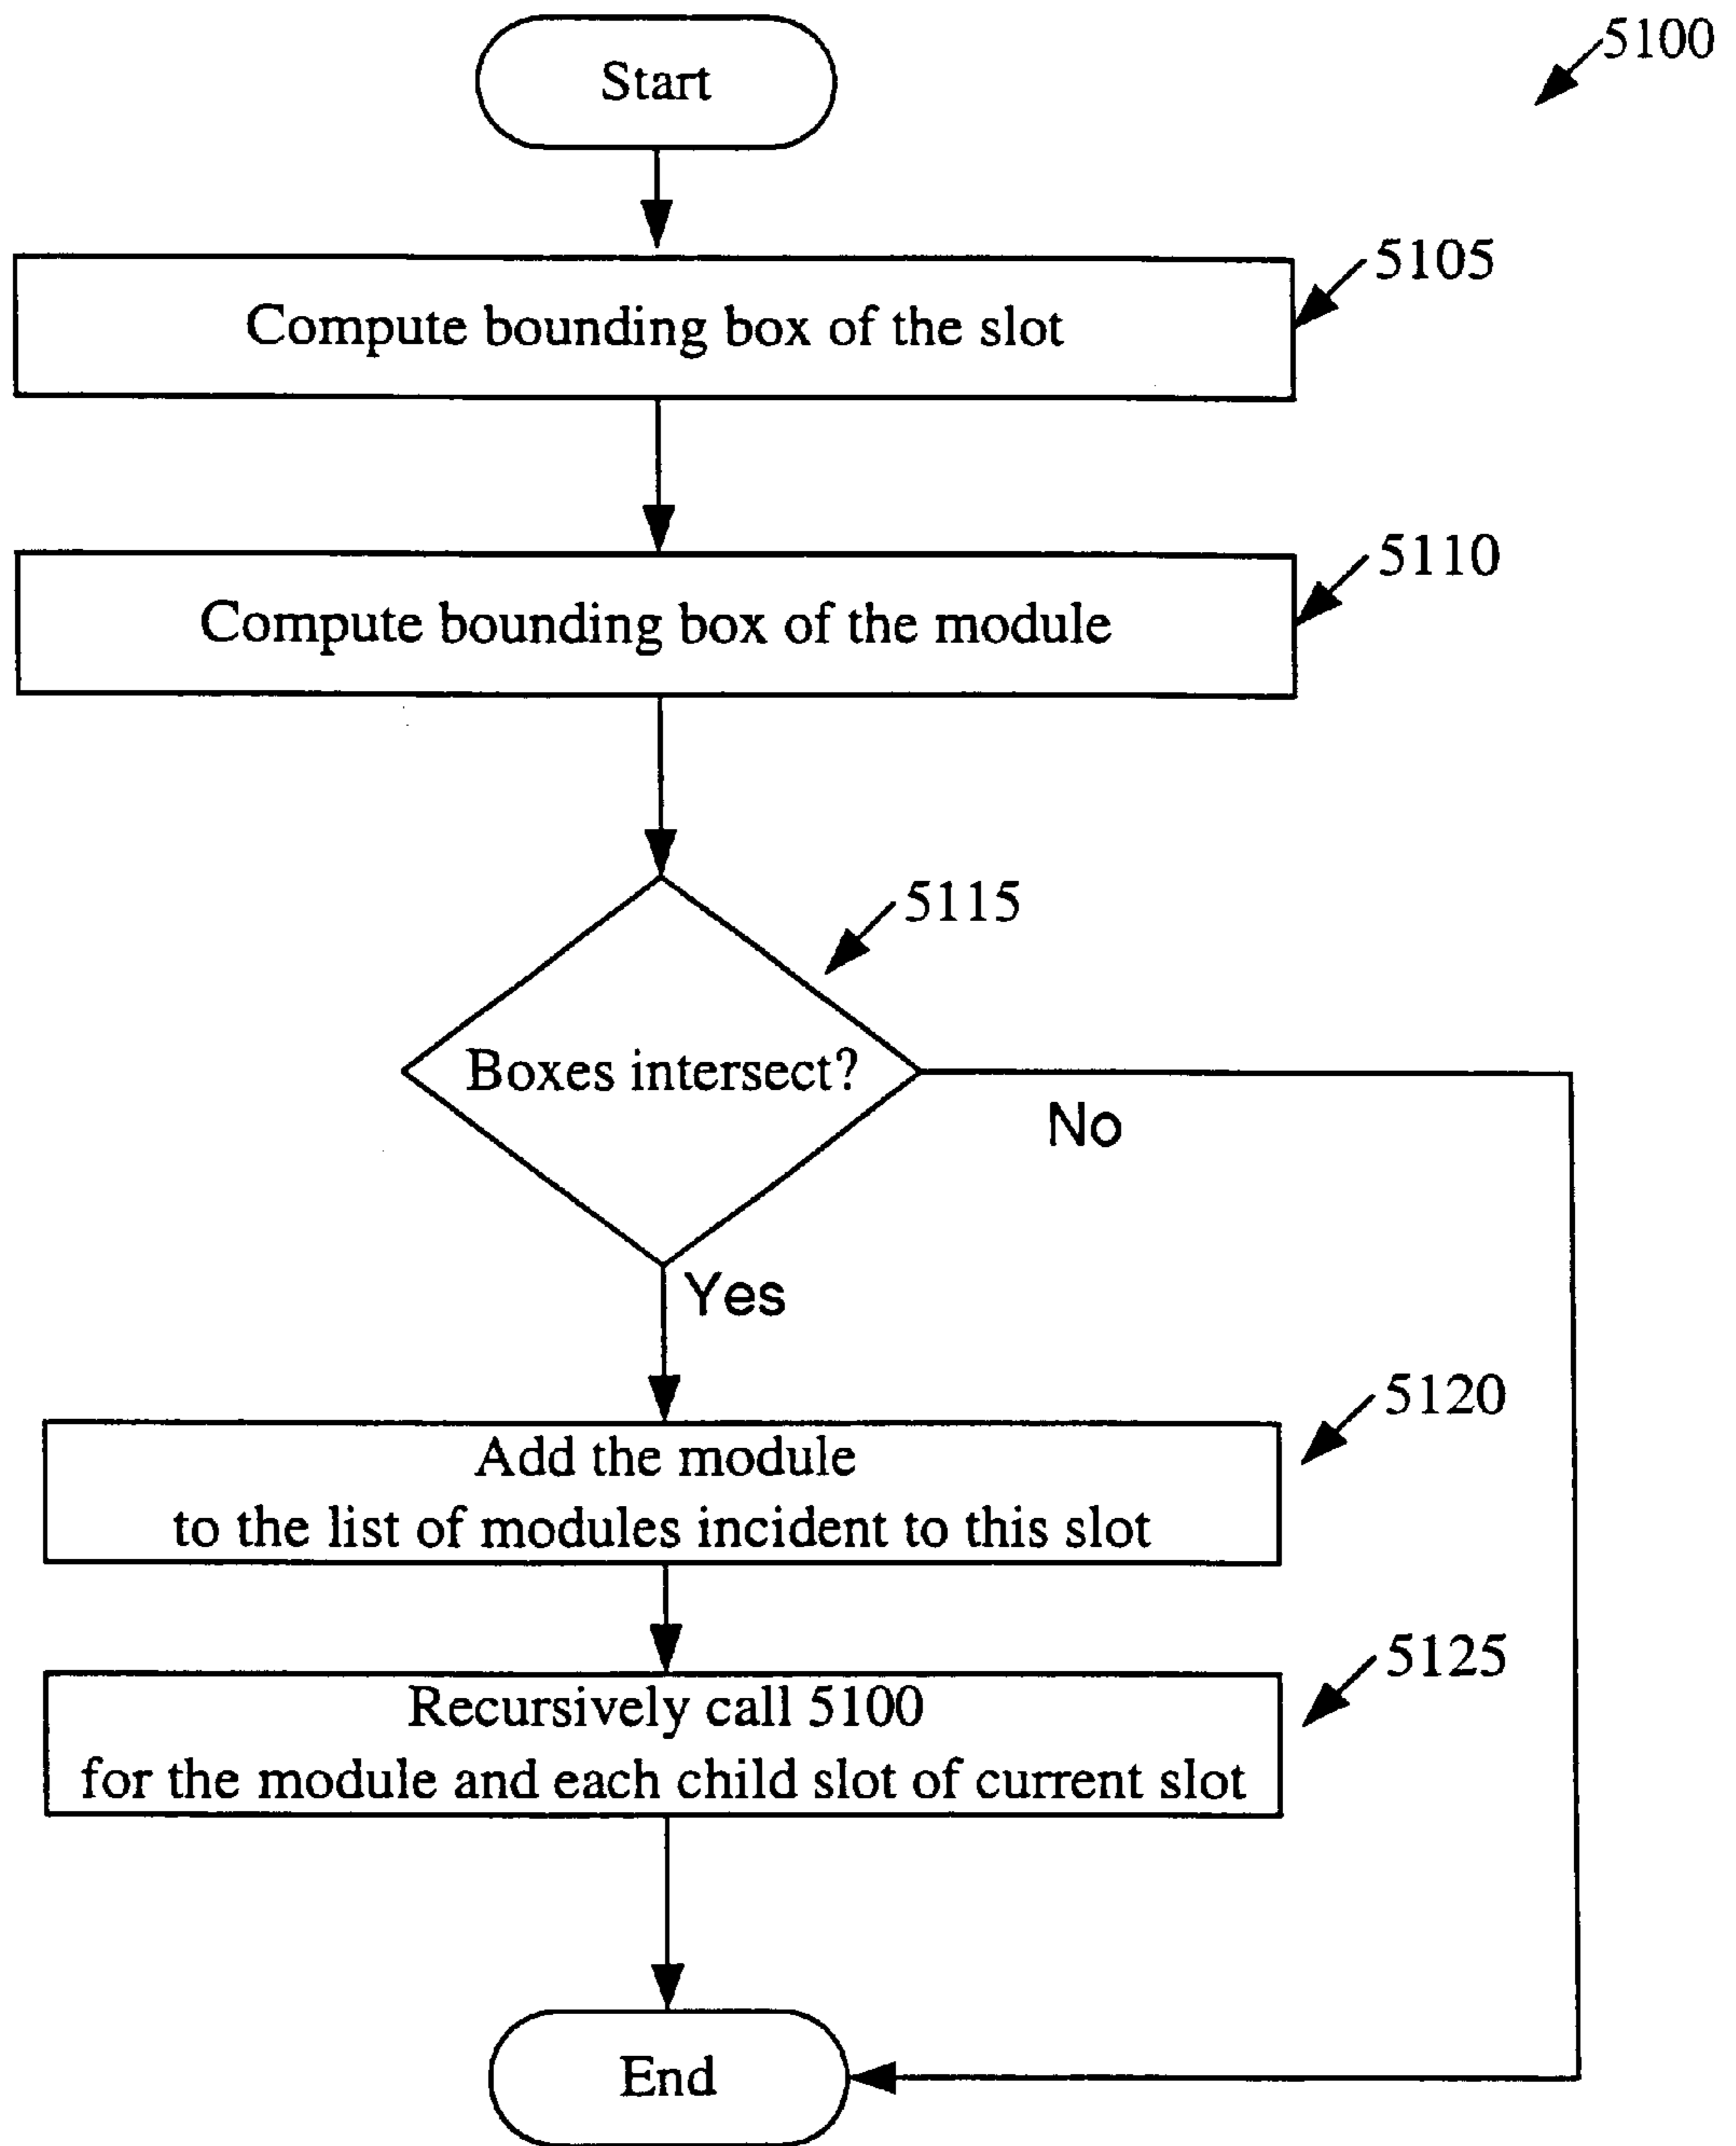 Start
5100
5105
Compute bounding box of the slot
5110
Compute bounding box of the module
5115
Boxes intersect?
No
Yes
5120
Add the module
to the list of modules incident to this slot
5125
Recursively call 5100
for the module and each child slot of current slot
End